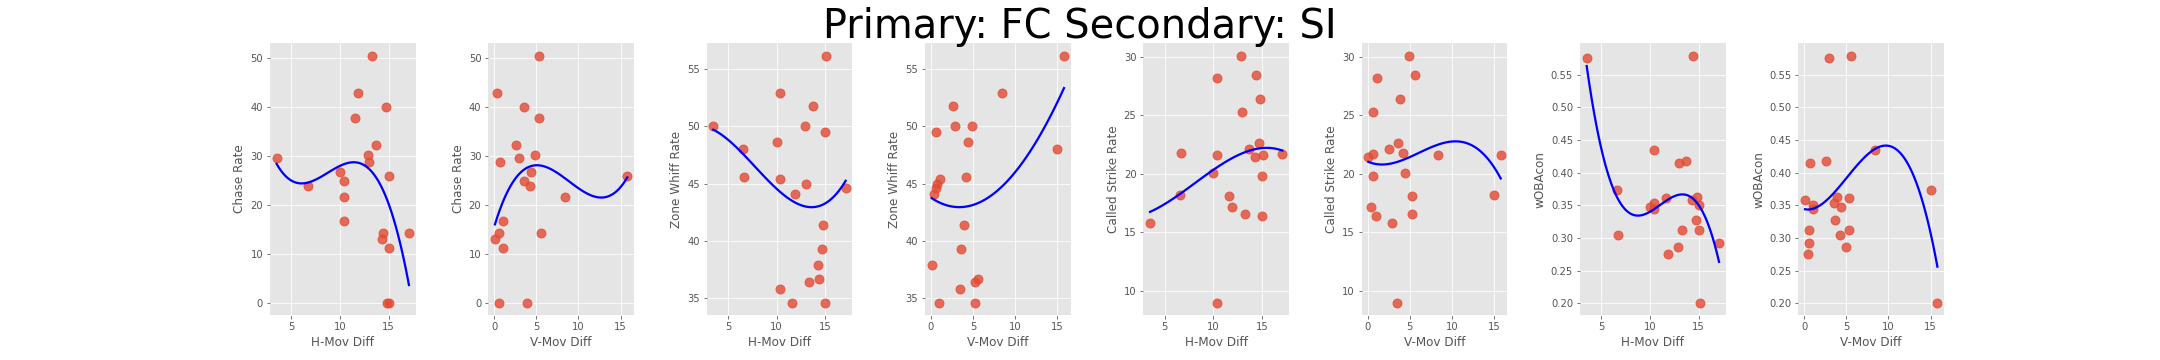 Primary: FC Secondary: SI
Chase Rate
50
40
30
20
10
0
5 10 15
H-Mov Diff
Chase Rate
50
40
30
20
10
0
0 5 10 15
V-Mov Diff
Zone Whiff Rate
55
50
45
40
35
5 10 15
H-Mov Diff
Zone Whiff Rate
55
50
45
40
35
0 5 10 15
V-Mov Diff
Called Strike Rate
30
25
20
15
10
5 10 15
H-Mov Diff
Called Strike Rate
30
25
20
15
10
0 5 10 15
V-Mov Diff
wOBAcon
0.55
0.50
0.45
0.40
0.35
0.30
0.25
0.20
5 10 15
H-Mov Diff
wOBAcon
0.55
0.50
0.45
0.40
0.35
0.30
0.25
0.20
0 5 10 15
V-Mov Diff